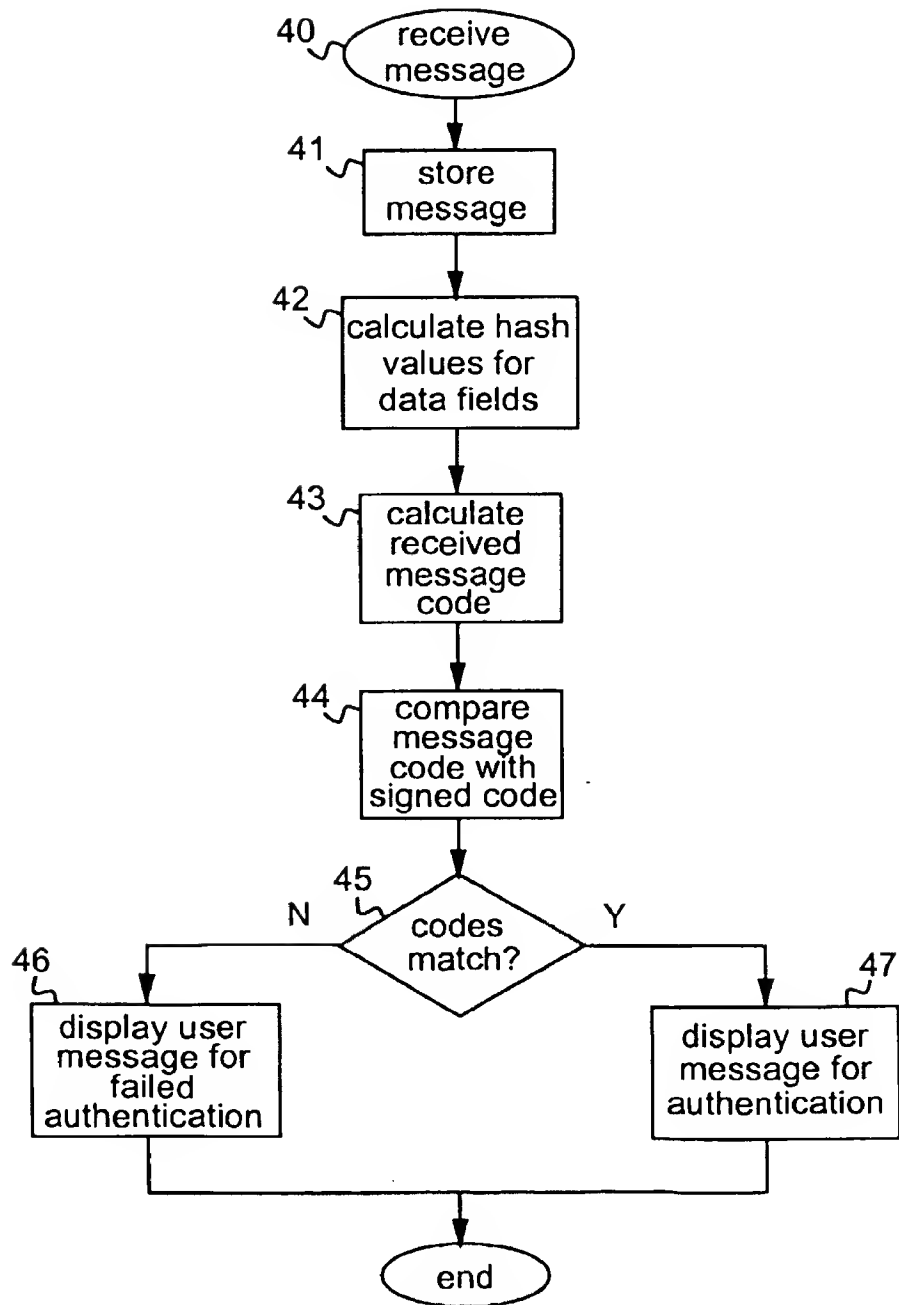 40
receive
message
41
store
message
42
calculate hash
values for
data fields
43
calculate
received
message
code
44
compare
message
code with
signed code
45
N
codes
match?
Y
46
display user
message for
failed
authentication
47
display user
message for
authentication
end